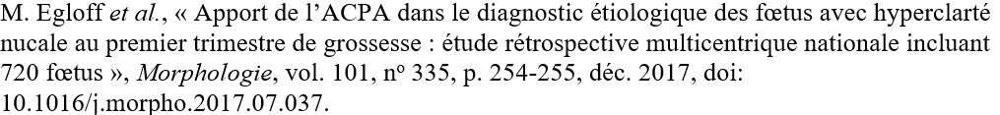 M. Egloff et al., « Apport de l’ACPA dans le diagnostic étiologique des fœtus avec hyperclarté
nucale au premier trimestre de grossesse : étude rétrospective multicentrique nationale incluant
720 fœtus », Morphologie, vol. 101, nᵒ 335, p. 254-255, déc. 2017, doi:
10.1016/j.morpho.2017.07.037.